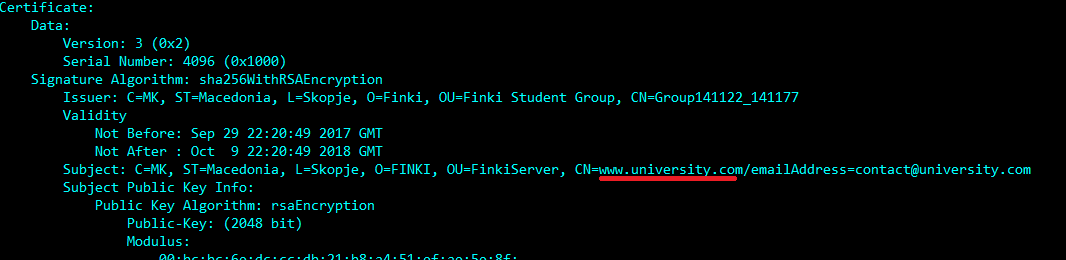 Certificate:
Data:
Version: 3 (0x2)
Serial Number: 4096 (0x1000)
Signature Algorithm: sha256WithRSAEncryption
Issuer: C=MK, ST=Macedonia, L=Skopje, O=Finki, OU=Finki Student Group, CN=Group141122_141177
Validity
Not Before: Sep 29 22:20:49 2017 GMT
Not After : Oct  9 22:20:49 2018 GMT
Subject: C=MK, ST=Macedonia, L=Skopje, O=FINKI, OU=FinkiServer, CN=www.university.com/emailAddress=contact@university.com
Subject Public Key Info:
Public Key Algorithm: rsaEncryption
Public-Key: (2048 bit)
Modulus: